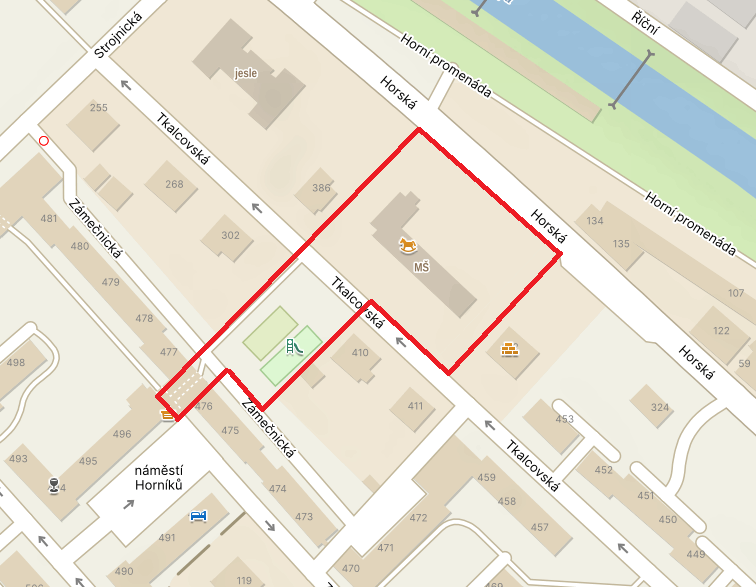 Říční
Strojnická
Horní promenáda
Horská
jesle
255
Tkalcovská
386
268
MŠ
Horská
134
135
Horní promenáda
302
481
Zámečnická
480
479
478
477
107
Tkalcovská
122
59
Horská
498
410
411
324
476
475
496
495
493
Zámečnická
453
Tkalcovská
452
451
450
449
náměstí
Horníků
474
473
459
458
457
472
471
470
491
490
119